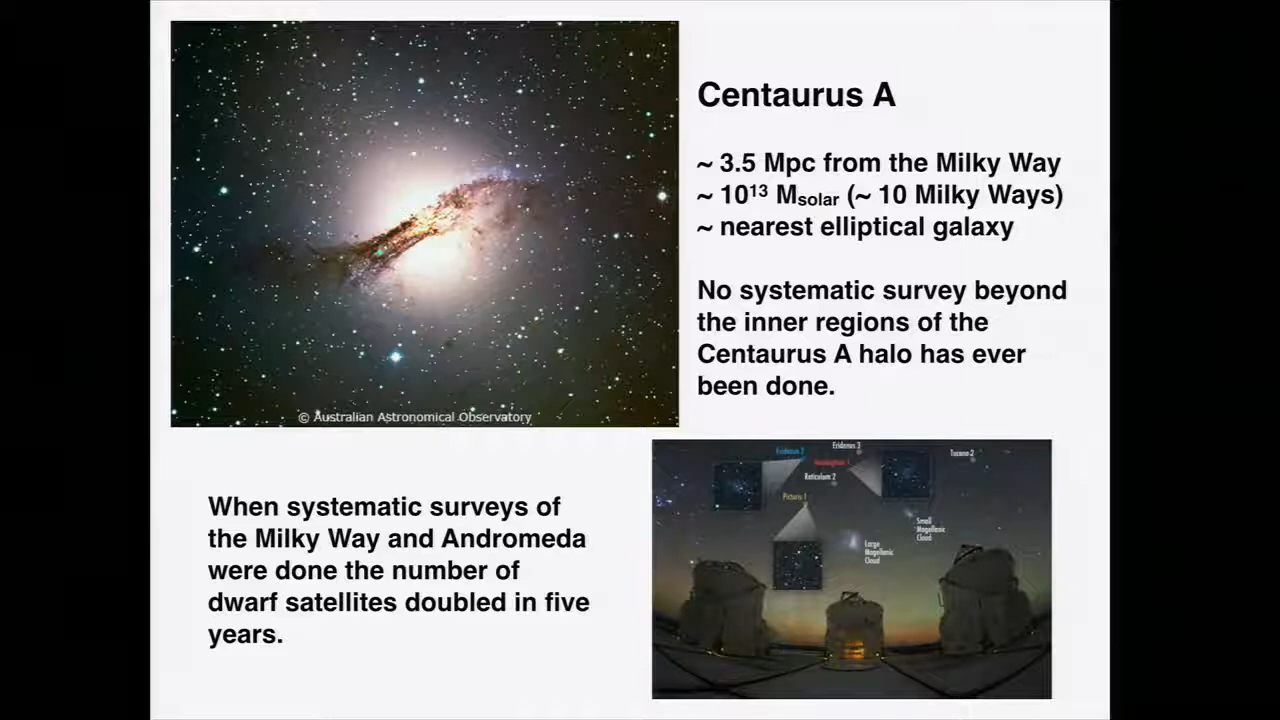 Centaurus A
~ 3.5 Mpc from the Milky Way
~ 10¹³ Msolar (~ 10 Milky Ways)
~ nearest elliptical galaxy
No systematic survey beyond
the inner regions of the
Centaurus A halo has ever
been done.
© Australian Astronomical Observatory
When systematic surveys of
the Milky Way and Andromeda
were done the number of
dwarf satellites doubled in five
years.
Eridanus 3
Eridanus 2
Tucana 2
Reticulum 2
Pictoris 1
Small
Magellanic
Cloud
Large
Magellanic
Cloud